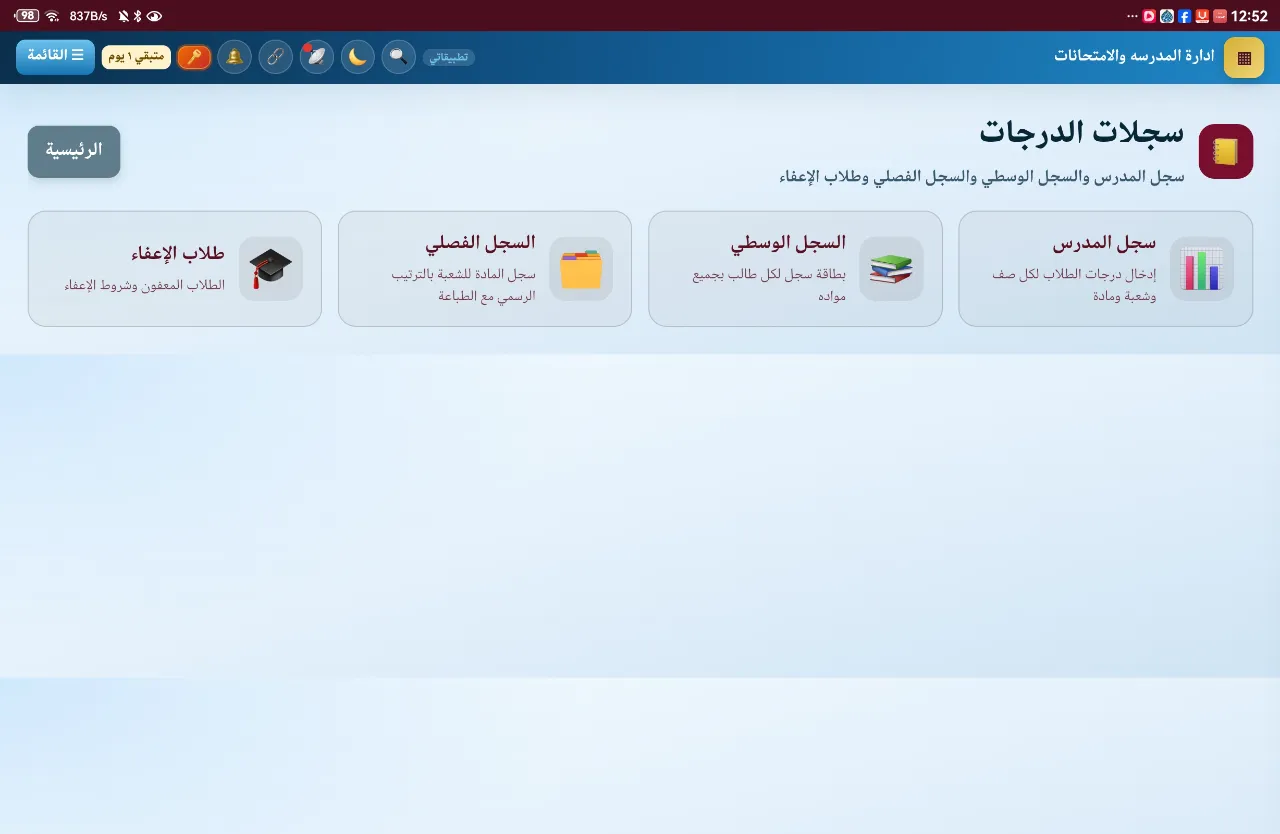 98 837B/s 12:52
ادارة المدرسه والامتحانات
تطبيقاتي
متبقي ١ يوم
☰ القائمة
سجلات الدرجات
سجل المدرس والسجل الوسطي والسجل الفصلي وطلاب الإعفاء
الرئيسية
سجل المدرس
إدخال درجات الطلاب لكل صف
وشعبة ومادة
السجل الوسطي
بطاقة سجل لكل طالب بجميع
مواده
السجل الفصلي
سجل المادة للشعبة بالترتيب
الرسمي مع الطباعة
طلاب الإعفاء
الطلاب المعفون وشروط الإعفاء